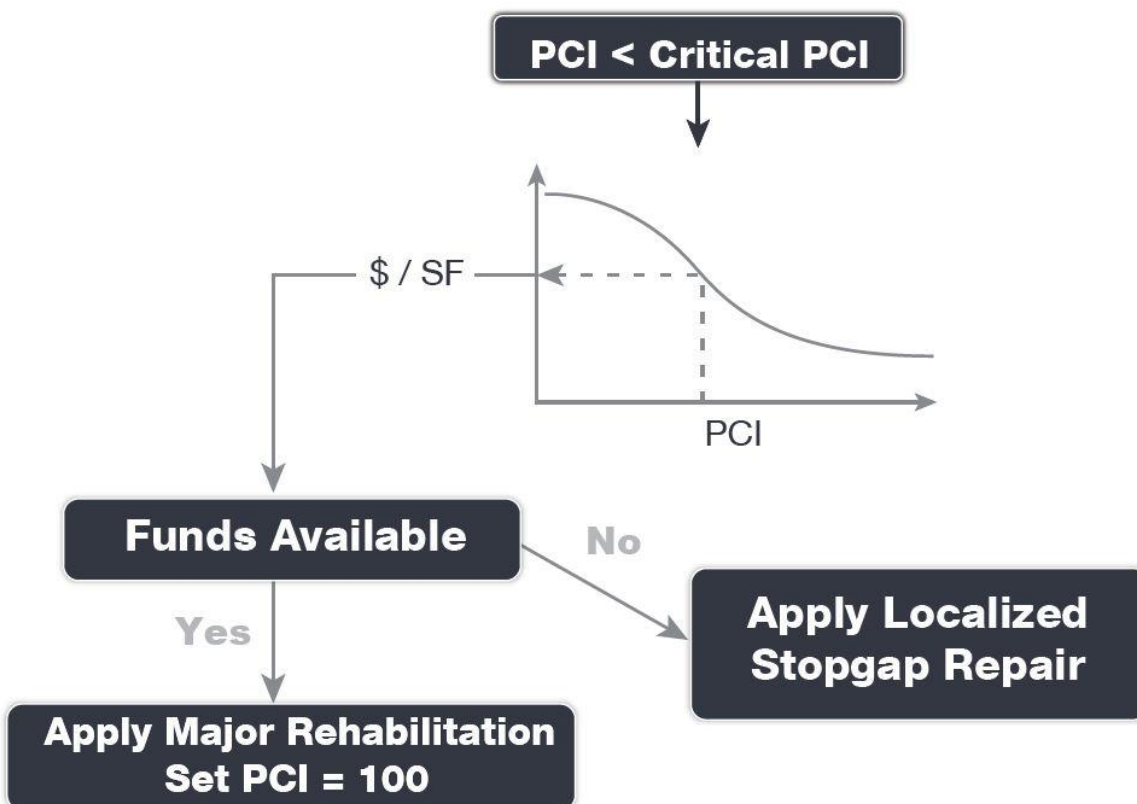 PCI < Critical PCI
$ / SF
PCI
Funds Available
No
Yes
Apply Localized
Stopgap Repair
Apply Major Rehabilitation
Set PCI = 100